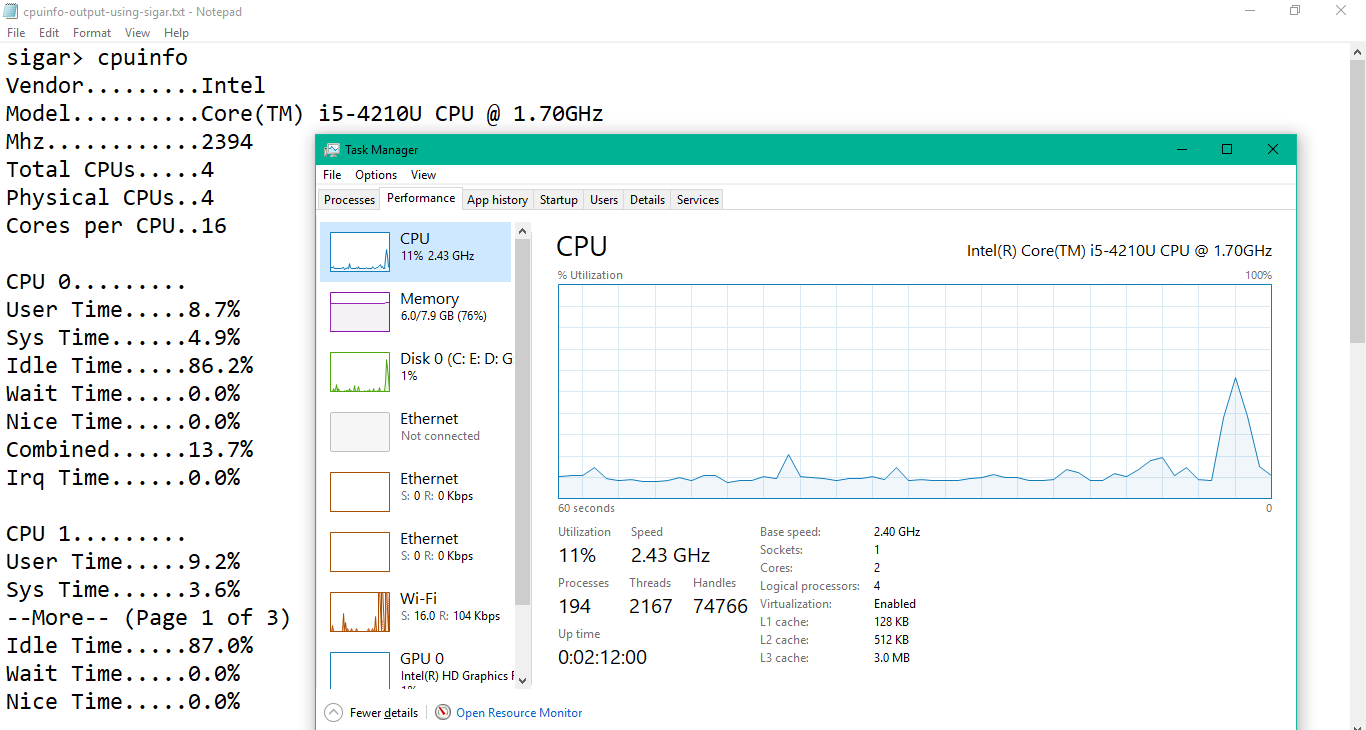 cpuinfo-output-using-sigar.txt - Notepad
File Edit Format View Help
sigar> cpuinfo
Vendor.........Intel
Model..........Core(TM) i5-4210U CPU @ 1.70GHz
Mhz............2394
Total CPUs.....4
Physical CPUs..4
Cores per CPU..16
CPU 0.........
User Time.....8.7%
Sys Time......4.9%
Idle Time.....86.2%
Wait Time.....0.0%
Nice Time.....0.0%
Combined......13.7%
Irq Time......0.0%
CPU 1.........
User Time.....9.2%
Sys Time......3.6%
--More-- (Page 1 of 3)
Idle Time.....87.0%
Wait Time.....0.0%
Nice Time.....0.0%
Task Manager
File Options View
Processes Performance App history Startup Users Details Services
CPU
11% 2.43 GHz
Memory
6.0/7.9 GB (76%)
Disk 0 (C: E: D: G
1%
Ethernet
Not connected
Ethernet
S: 0 R: 0 Kbps
Ethernet
S: 0 R: 0 Kbps
Wi-Fi
S: 16.0 R: 104 Kbps
GPU 0
Intel(R) HD Graphics
1%
CPU
Intel(R) Core(TM) i5-4210U CPU @ 1.70GHz
% Utilization 100%
60 seconds 0
Utilization Speed
11% 2.43 GHz
Processes Threads Handles
194 2167 74766
Up time
0:02:12:00
Base speed: 2.40 GHz
Sockets: 1
Cores: 2
Logical processors: 4
Virtualization: Enabled
L1 cache: 128 KB
L2 cache: 512 KB
L3 cache: 3.0 MB
Fewer details
Open Resource Monitor